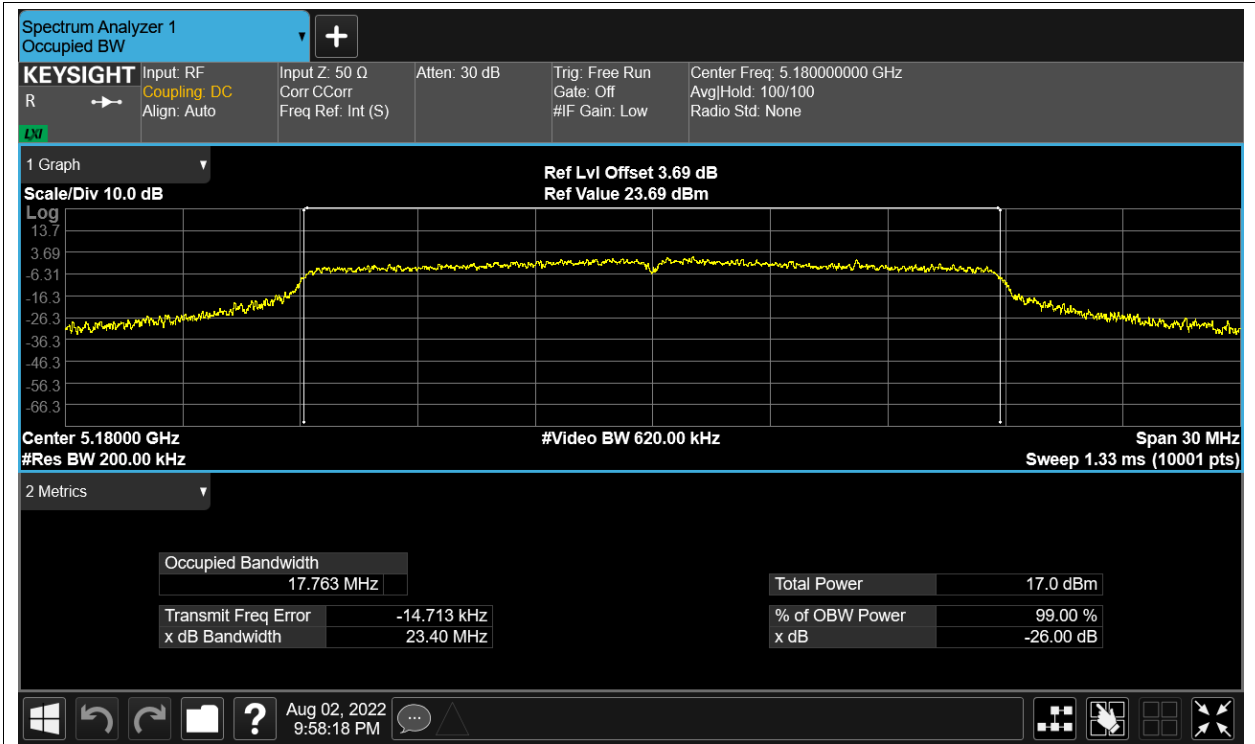 Spectrum Analyzer 1
Occupied BW
+
KEYSIGHT
R
LXI
Input: RF
Coupling: DC
Align: Auto
Input Z: 50 Ω
Corr CCorr
Freq Ref: Int (S)
Atten: 30 dB
Trig: Free Run
Gate: Off
#IF Gain: Low
Center Freq: 5.180000000 GHz
Avg|Hold: 100/100
Radio Std: None
1 Graph
Scale/Div 10.0 dB
Ref Lvl Offset 3.69 dB
Ref Value 23.69 dBm
Log
13.7
3.69
-6.31
-16.3
-26.3
-36.3
-46.3
-56.3
-66.3
Center 5.18000 GHz
#Video BW 620.00 kHz
Span 30 MHz
#Res BW 200.00 kHz
Sweep 1.33 ms (10001 pts)
2 Metrics
Occupied Bandwidth
17.763 MHz
Total Power 17.0 dBm
Transmit Freq Error -14.713 kHz
% of OBW Power 99.00 %
x dB Bandwidth 23.40 MHz
x dB -26.00 dB
?
Aug 02, 2022
9:58:18 PM